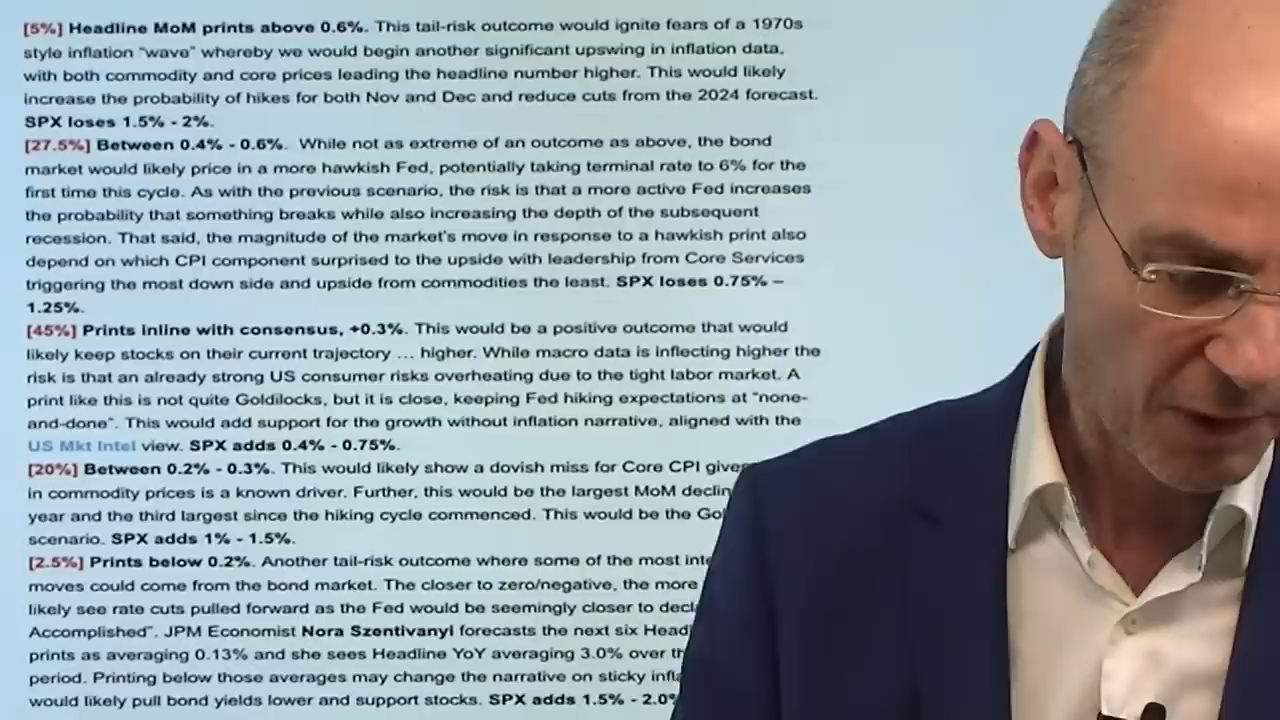 [5%] Headline MoM prints above 0.6%. This tail-risk outcome would ignite fears of a 1970s
style inflation “wave” whereby we would begin another significant upswing in inflation data,
with both commodity and core prices leading the headline number higher. This would likely
increase the probability of hikes for both Nov and Dec and reduce cuts from the 2024 forecast.
SPX loses 1.5% - 2%.
[27.5%] Between 0.4% - 0.6%. While not as extreme of an outcome as above, the bond
market would likely price in a more hawkish Fed, potentially taking terminal rate to 6% for the
first time this cycle. As with the previous scenario, the risk is that a more active Fed increases
the probability that something breaks while also increasing the depth of the subsequent
recession. That said, the magnitude of the market's move in response to a hawkish print also
depend on which CPI component surprised to the upside with leadership from Core Services
triggering the most down side and upside from commodities the least. SPX loses 0.75% –
1.25%.
[45%] Prints inline with consensus, +0.3%. This would be a positive outcome that would
likely keep stocks on their current trajectory … higher. While macro data is inflecting higher the
risk is that an already strong US consumer risks overheating due to the tight labor market. A
print like this is not quite Goldilocks, but it is close, keeping Fed hiking expectations at “none-
and-done”. This would add support for the growth without inflation narrative, aligned with the
US Mkt Intel view. SPX adds 0.4% - 0.75%.
[20%] Between 0.2% - 0.3%. This would likely show a dovish miss for Core CPI
in commodity prices is a known driver. Further, this would be the largest MoM
year and the third largest since the hiking cycle commenced. This would be the
scenario. SPX adds 1% - 1.5%.
[2.5%] Prints below 0.2%. Another tail-risk outcome where some of the most
moves could come from the bond market. The closer to zero/negative, the more
likely see rate cuts pulled forward as the Fed would be seemingly closer to
Accomplished”. JPM Economist Nora Szentivanyi forecasts the next six
prints as averaging 0.13% and she sees Headline YoY averaging 3.0% over
period. Printing below those averages may change the narrative on sticky
would likely pull bond yields lower and support stocks. SPX adds 1.5% - 2.0